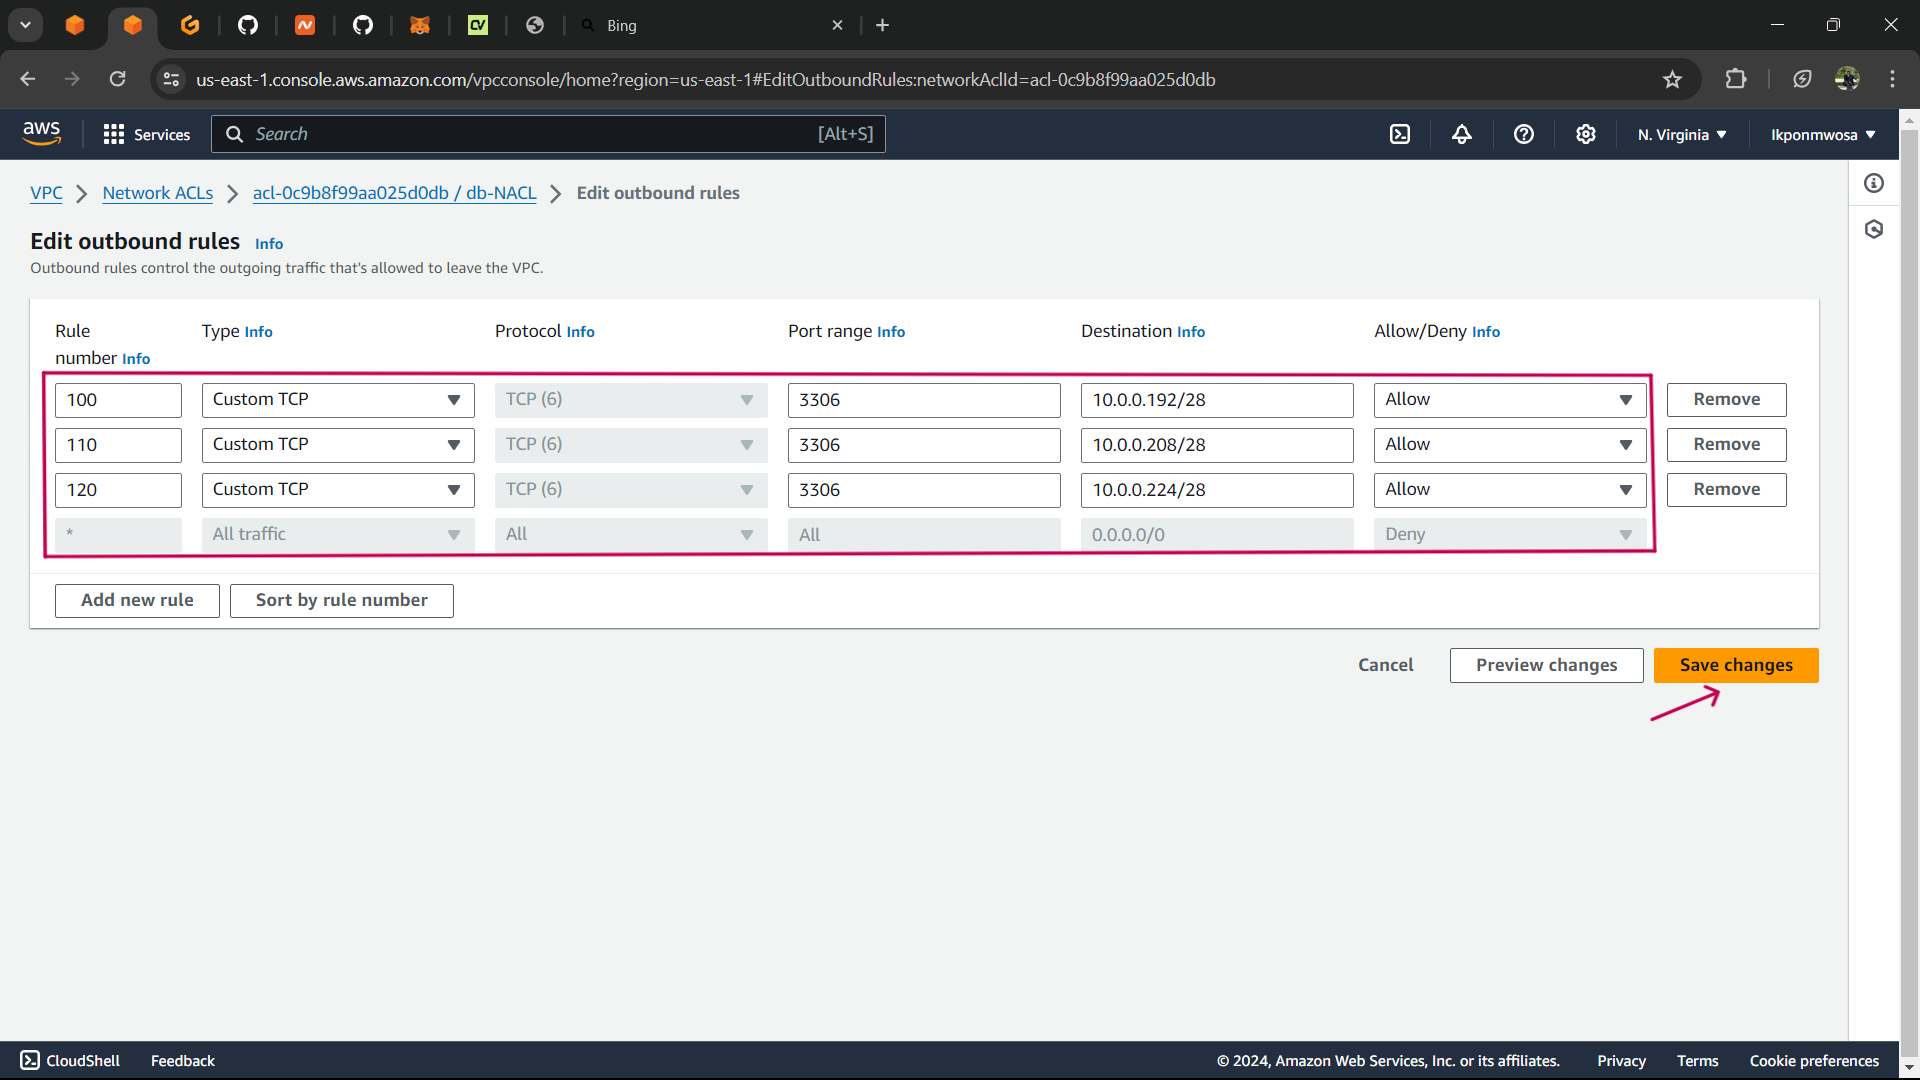 Bing
us-east-1.console.aws.amazon.com/vpcconsole/home?region=us-east-1#EditOutboundRules:networkAclId=acl-0c9b8f99aa025d0db
aws Services Search [Alt+S] N. Virginia Ikponmwosa
VPC Network ACLs acl-0c9b8f99aa025d0db / db-NACL Edit outbound rules
Edit outbound rules Info
Outbound rules control the outgoing traffic that's allowed to leave the VPC.
Rule number Info Type Info Protocol Info Port range Info Destination Info Allow/Deny Info
100 Custom TCP TCP (6) 3306 10.0.0.192/28 Allow Remove
110 Custom TCP TCP (6) 3306 10.0.0.208/28 Allow Remove
120 Custom TCP TCP (6) 3306 10.0.0.224/28 Allow Remove
* All traffic All All 0.0.0.0/0 Deny
Add new rule Sort by rule number
Cancel Preview changes Save changes
CloudShell Feedback © 2024, Amazon Web Services, Inc. or its affiliates. Privacy Terms Cookie preferences